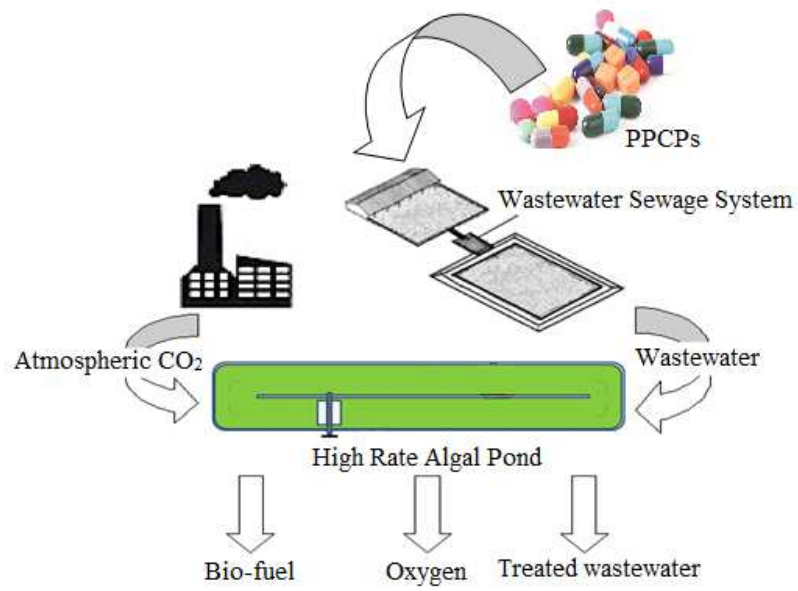 PPCPs
Wastewater Sewage System
Atmospheric CO₂
Wastewater
High Rate Algal Pond
Bio-fuel
Oxygen
Treated wastewater